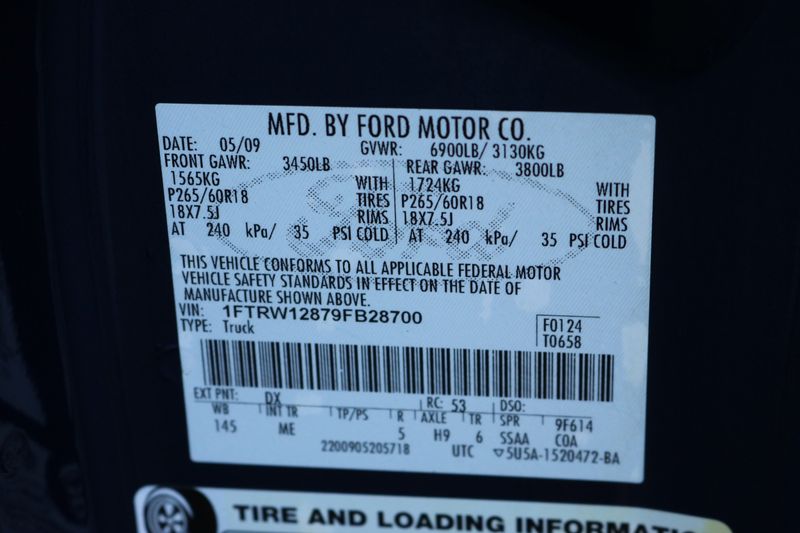 MFD. BY FORD MOTOR CO.
DATE: 05/09 GVWR: 6900LB/ 3130KG
FRONT GAWR: 3450LB REAR GAWR: 3800LB
1565KG WITH 1724KG WITH
P265/60R18 TIRES P265/60R18 TIRES
18X7.5J RIMS 18X7.5J RIMS
AT 240 kPa/ 35 PSI COLD AT 240 kPa/ 35 PSI COLD
THIS VEHICLE CONFORMS TO ALL APPLICABLE FEDERAL MOTOR
VEHICLE SAFETY STANDARDS IN EFFECT ON THE DATE OF
MANUFACTURE SHOWN ABOVE.
VIN: 1FTRW12879FB28700 F0124
TYPE: Truck T0658
EXT PNT: DX RC: 53 DSO:
WB INT TR TP/PS R AXLE TR SPR 9F614
145 ME 5 H9 6 SSAA COA
2200905205718 UTC ▽5U5A-1520472-BA
TIRE AND LOADING INFORMATION